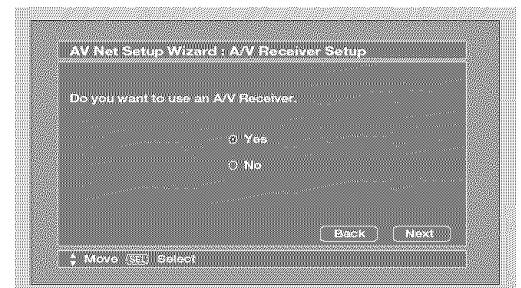 AV Net Setup Wizard : A/V Receiver Setup
Do you want to use an A/V Receiver.
Yes
No
Back Next
Move SEL Select